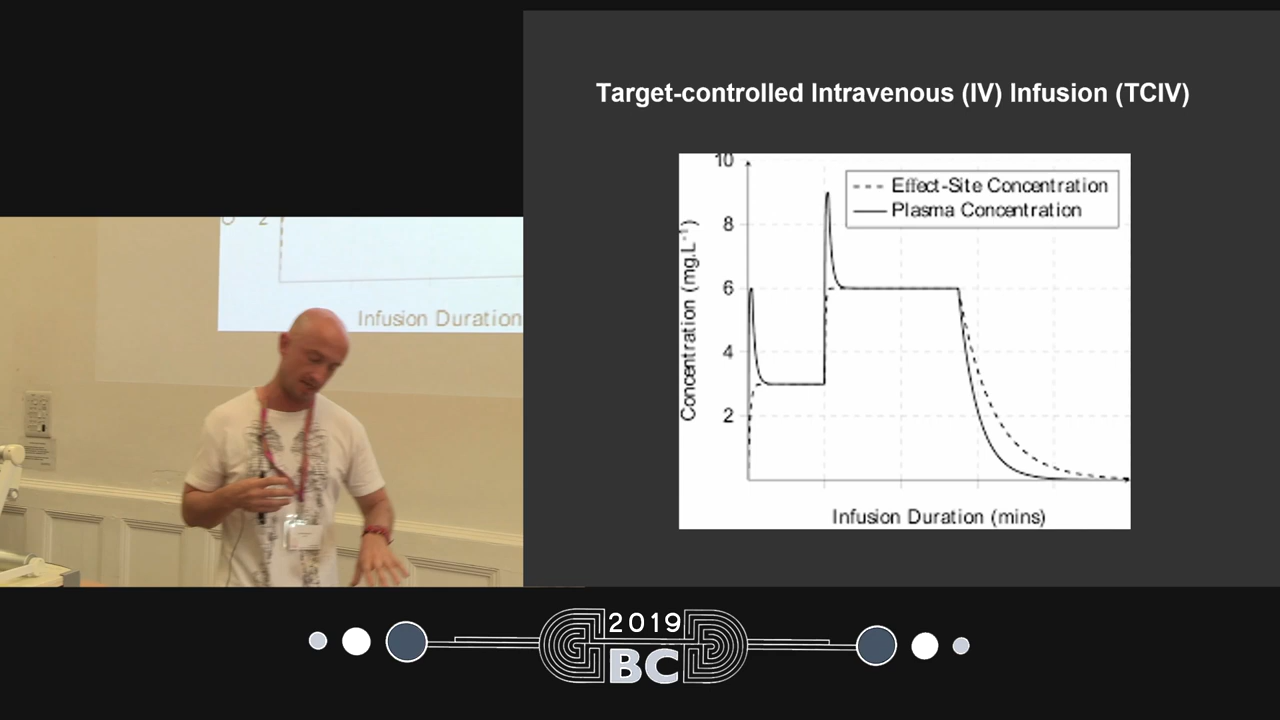 Target-controlled Intravenous (IV) Infusion (TCIV)
10
8
6
4
2
Concentration (mg.L⁻¹)
Effect-Site Concentration
Plasma Concentration
Infusion Duration (mins)
2
Infusion Duration
2019
BC